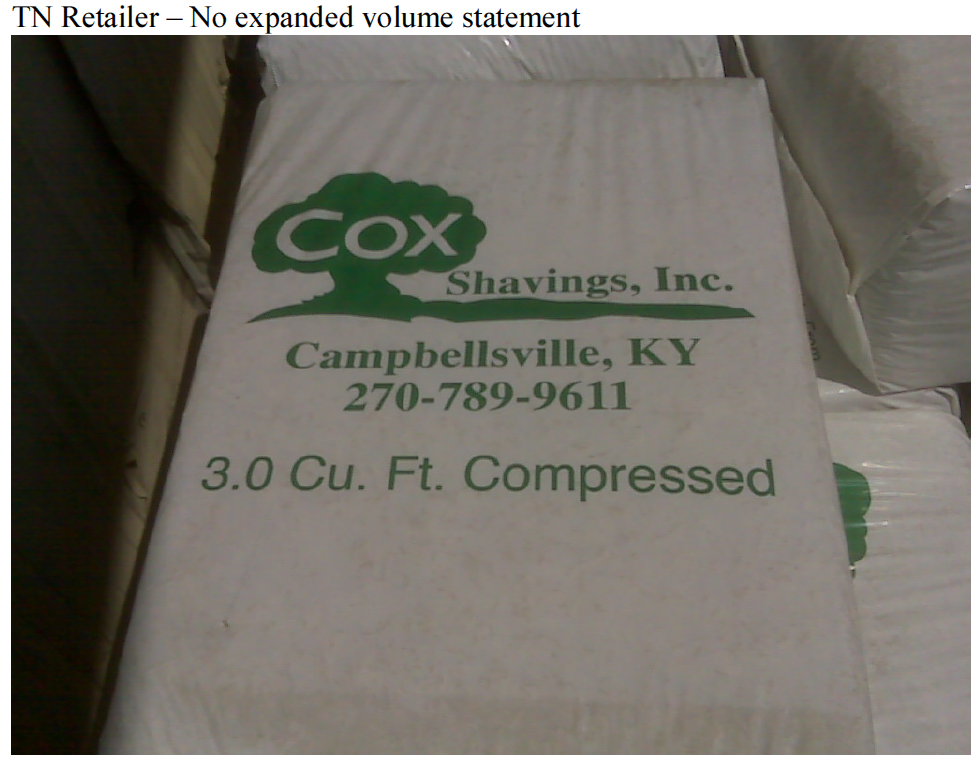 TN Retailer – No expanded volume statement
COX
Shavings, Inc.
Campbellsville, KY
270-789-9611
3.0 Cu. Ft. Compressed